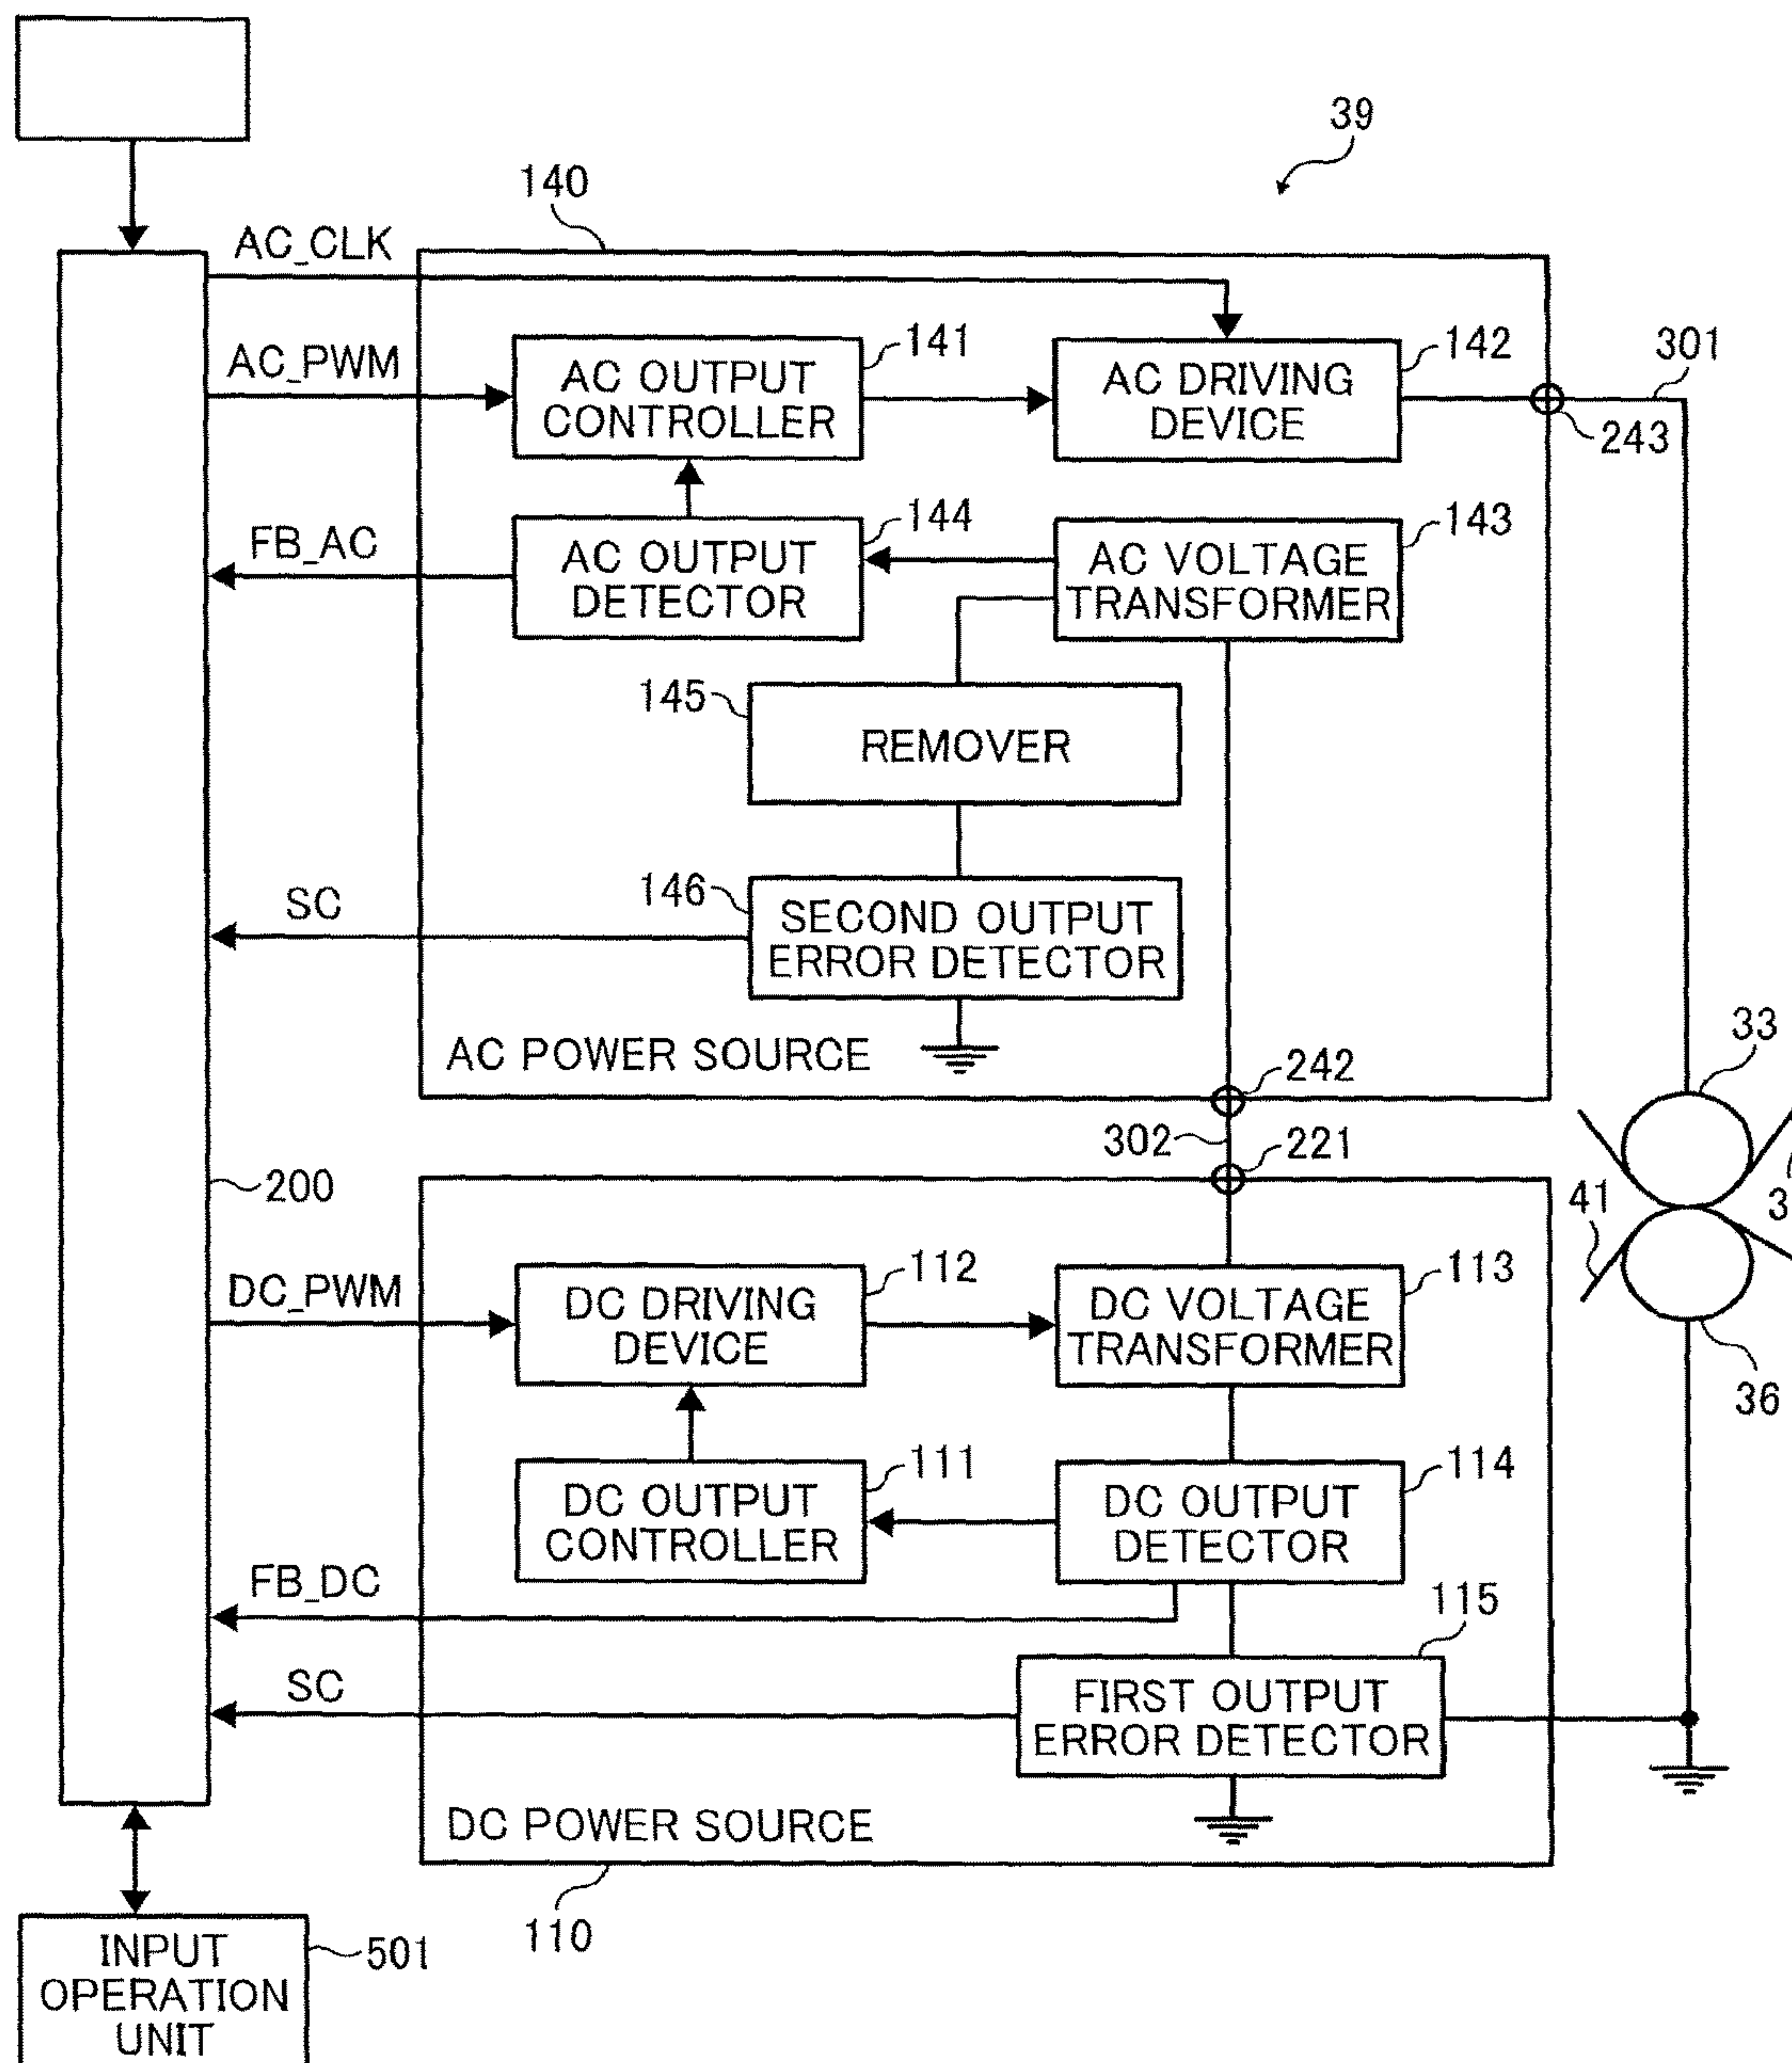 39
140
AC_CLK
AC_PWM
AC OUTPUT
CONTROLLER
141
AC DRIVING
DEVICE
142
301
243
FB_AC
AC OUTPUT
DETECTOR
144
AC VOLTAGE
TRANSFORMER
143
145
REMOVER
146
SC
SECOND OUTPUT
ERROR DETECTOR
AC POWER SOURCE
242
33
302
221
200
41
3
DC_PWM
DC DRIVING
DEVICE
112
DC VOLTAGE
TRANSFORMER
113
36
DC OUTPUT
CONTROLLER
111
DC OUTPUT
DETECTOR
114
FB_DC
115
SC
FIRST OUTPUT
ERROR DETECTOR
DC POWER SOURCE
110
INPUT
OPERATION
UNIT
501